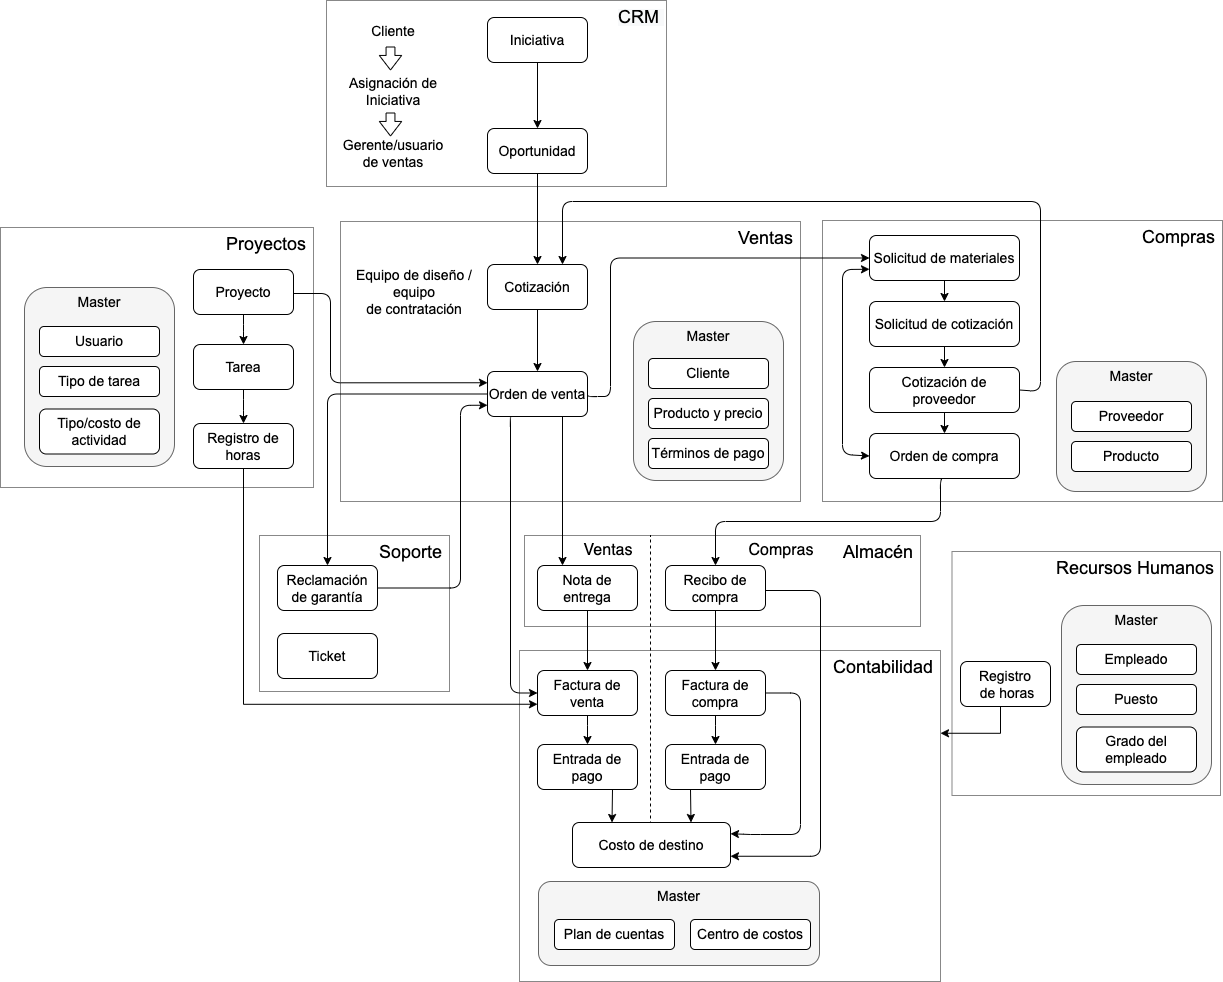 CRM
Cliente
Asignación de
Iniciativa
Gerente/usuario
de ventas
Iniciativa
Oportunidad
Proyectos
Master
Usuario
Tipo de tarea
Tipo/costo de
actividad
Proyecto
Tarea
Registro de
horas
Ventas
Equipo de diseño /
equipo
de contratación
Cotización
Orden de venta
Master
Cliente
Producto y precio
Términos de pago
Compras
Solicitud de materiales
Solicitud de cotización
Cotización de
proveedor
Orden de compra
Master
Proveedor
Producto
Soporte
Reclamación
de garantía
Ticket
Ventas
Compras
Almacén
Nota de
entrega
Recibo de
compra
Contabilidad
Factura de
venta
Factura de
compra
Entrada de
pago
Entrada de
pago
Costo de destino
Master
Plan de cuentas
Centro de costos
Recursos Humanos
Registro
de horas
Master
Empleado
Puesto
Grado del
empleado